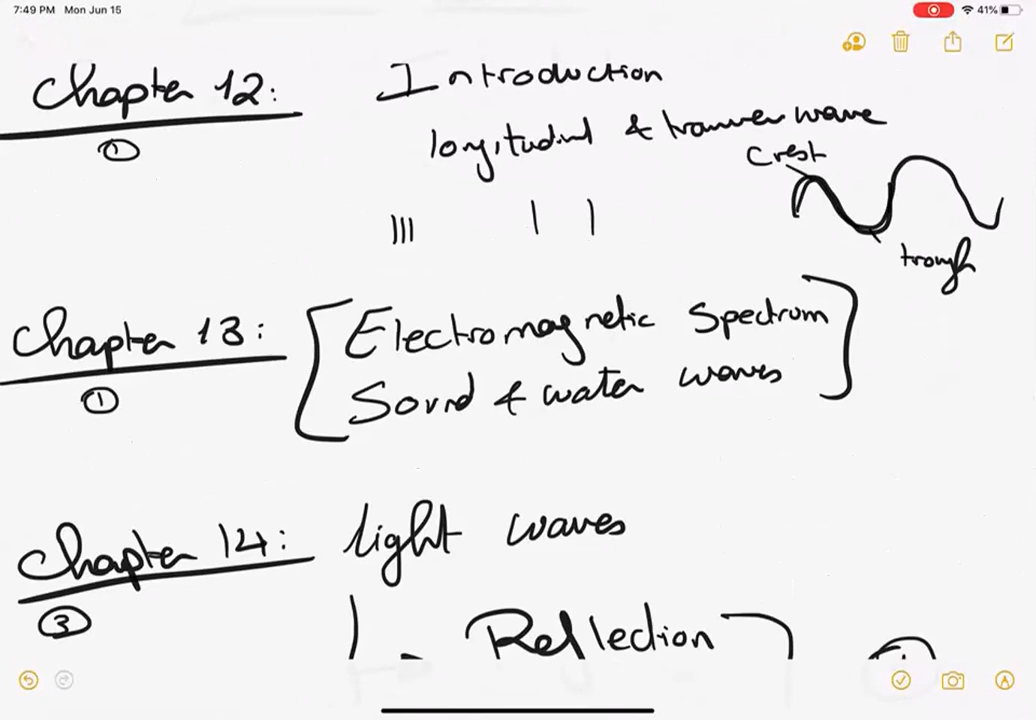 7:49 PM Mon Jun 15
41%
Chapter 12: Introduction
①
longitudinal & wave
Crest
trough
Chapter 13: Electromagnetic Spectrum
①
Sound & water waves
Chapter 14: light waves
③
- Reflection